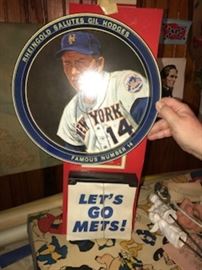 RHEINGOLD SALUTES GIL HODGES
NEW YORK
14
FAMOUS NUMBER 14
LET'S
GO
METS!